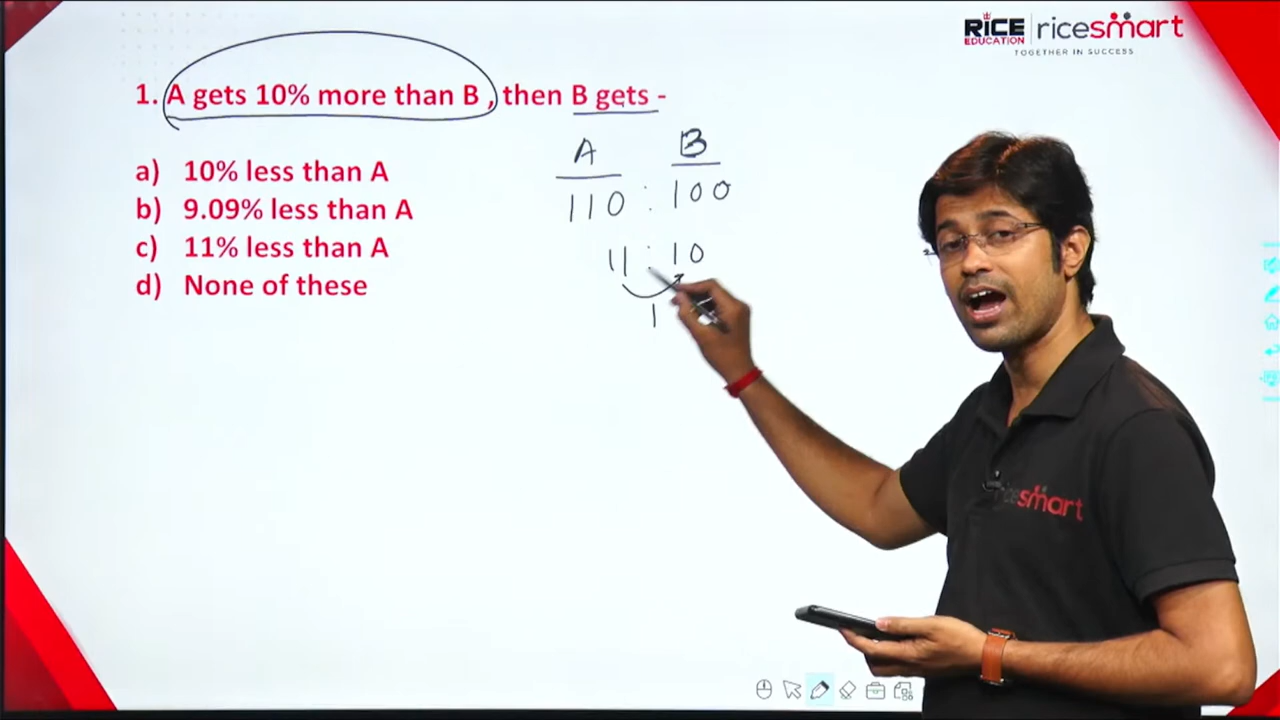 RICE EDUCATION ricesmart
TOGETHER IN SUCCESS
1. A gets 10% more than B , then B gets -
a) 10% less than A
b) 9.09% less than A
c) 11% less than A
d) None of these
A B
110 : 100
11 : 10
1
ricesmart